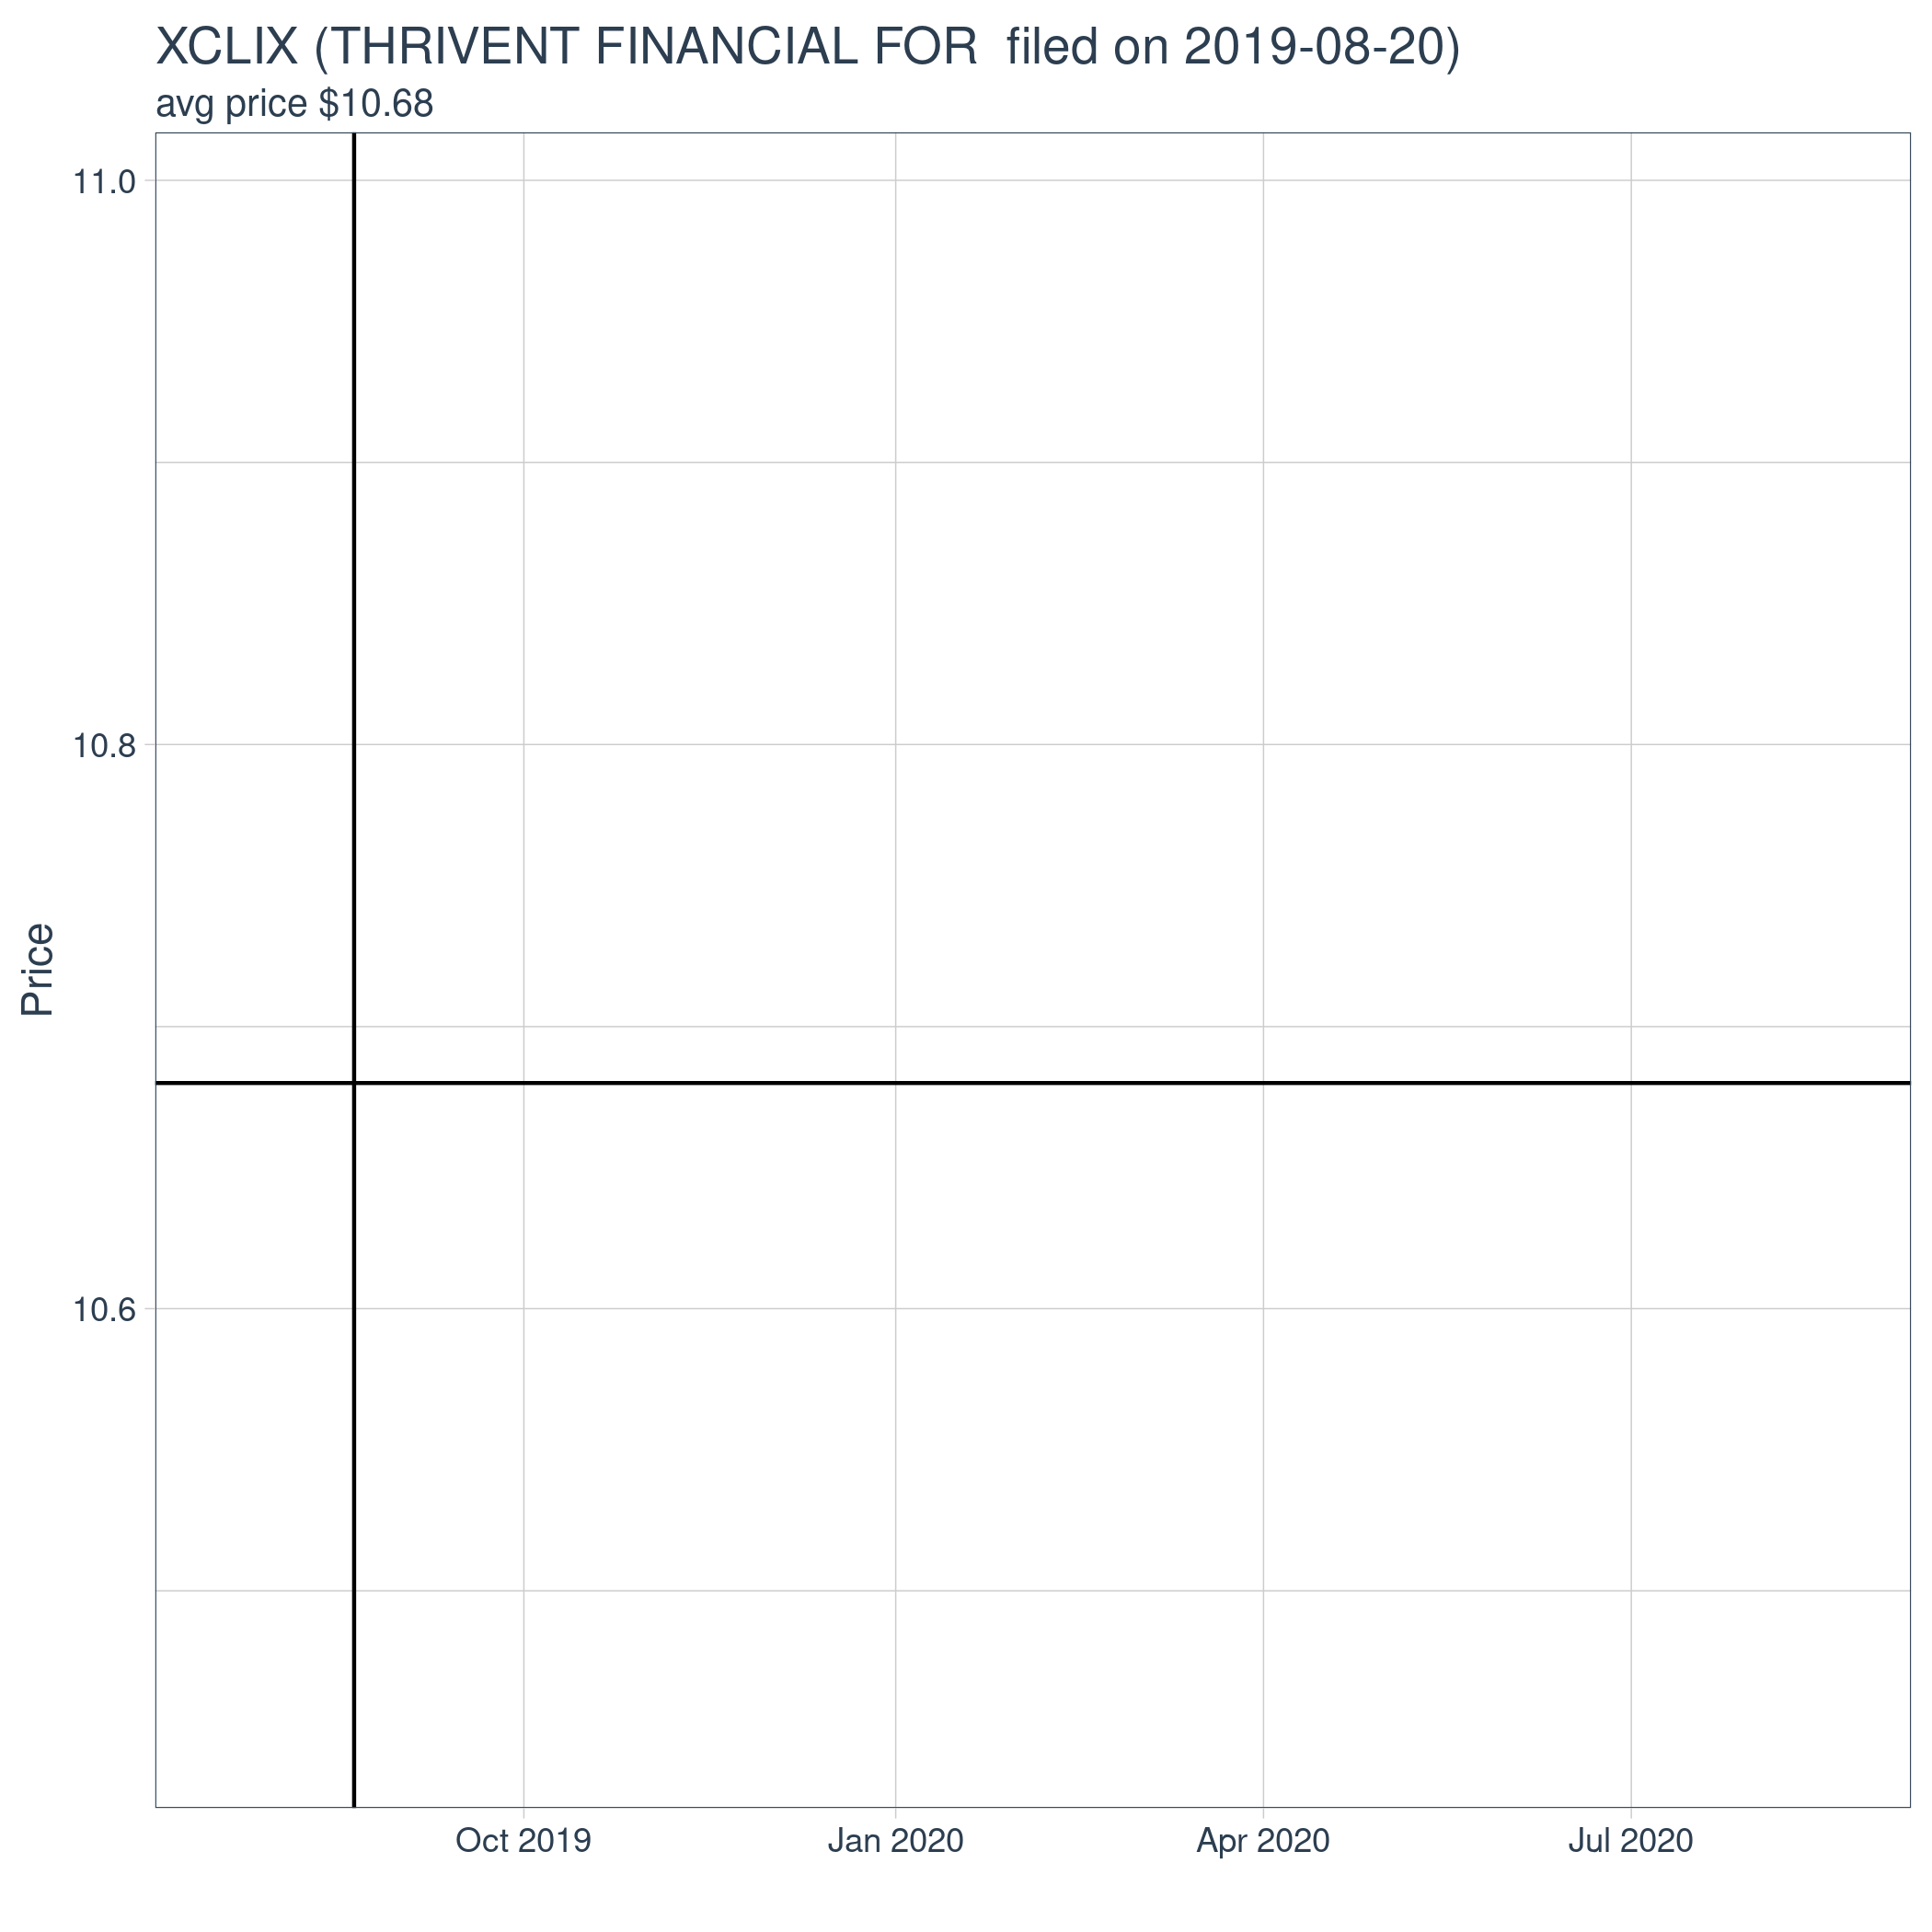 XCLIX (THRIVENT FINANCIAL FOR  filed on 2019-08-20)
avg price $10.68
11.0
10.8
Price
10.6
Oct 2019 Jan 2020 Apr 2020 Jul 2020